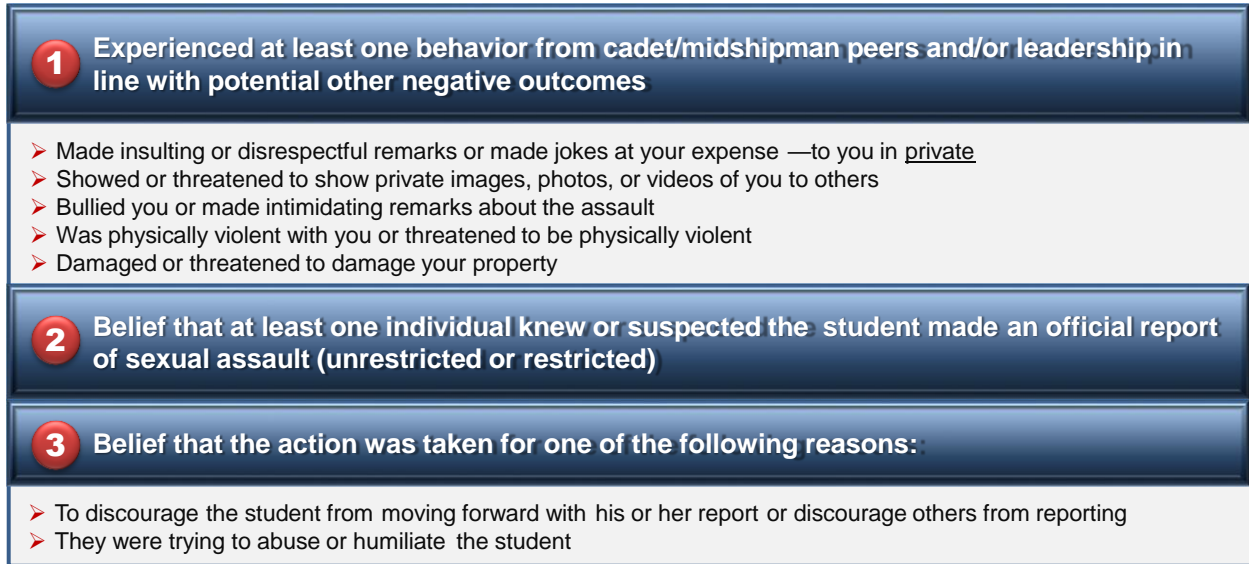 1 Experienced at least one behavior from cadet/midshipman peers and/or leadership in
line with potential other negative outcomes
➢ Made insulting or disrespectful remarks or made jokes at your expense —to you in private
➢ Showed or threatened to show private images, photos, or videos of you to others
➢ Bullied you or made intimidating remarks about the assault
➢ Was physically violent with you or threatened to be physically violent
➢ Damaged or threatened to damage your property
2 Belief that at least one individual knew or suspected the student made an official report
of sexual assault (unrestricted or restricted)
3 Belief that the action was taken for one of the following reasons:
➢ To discourage the student from moving forward with his or her report or discourage others from reporting
➢ They were trying to abuse or humiliate the student